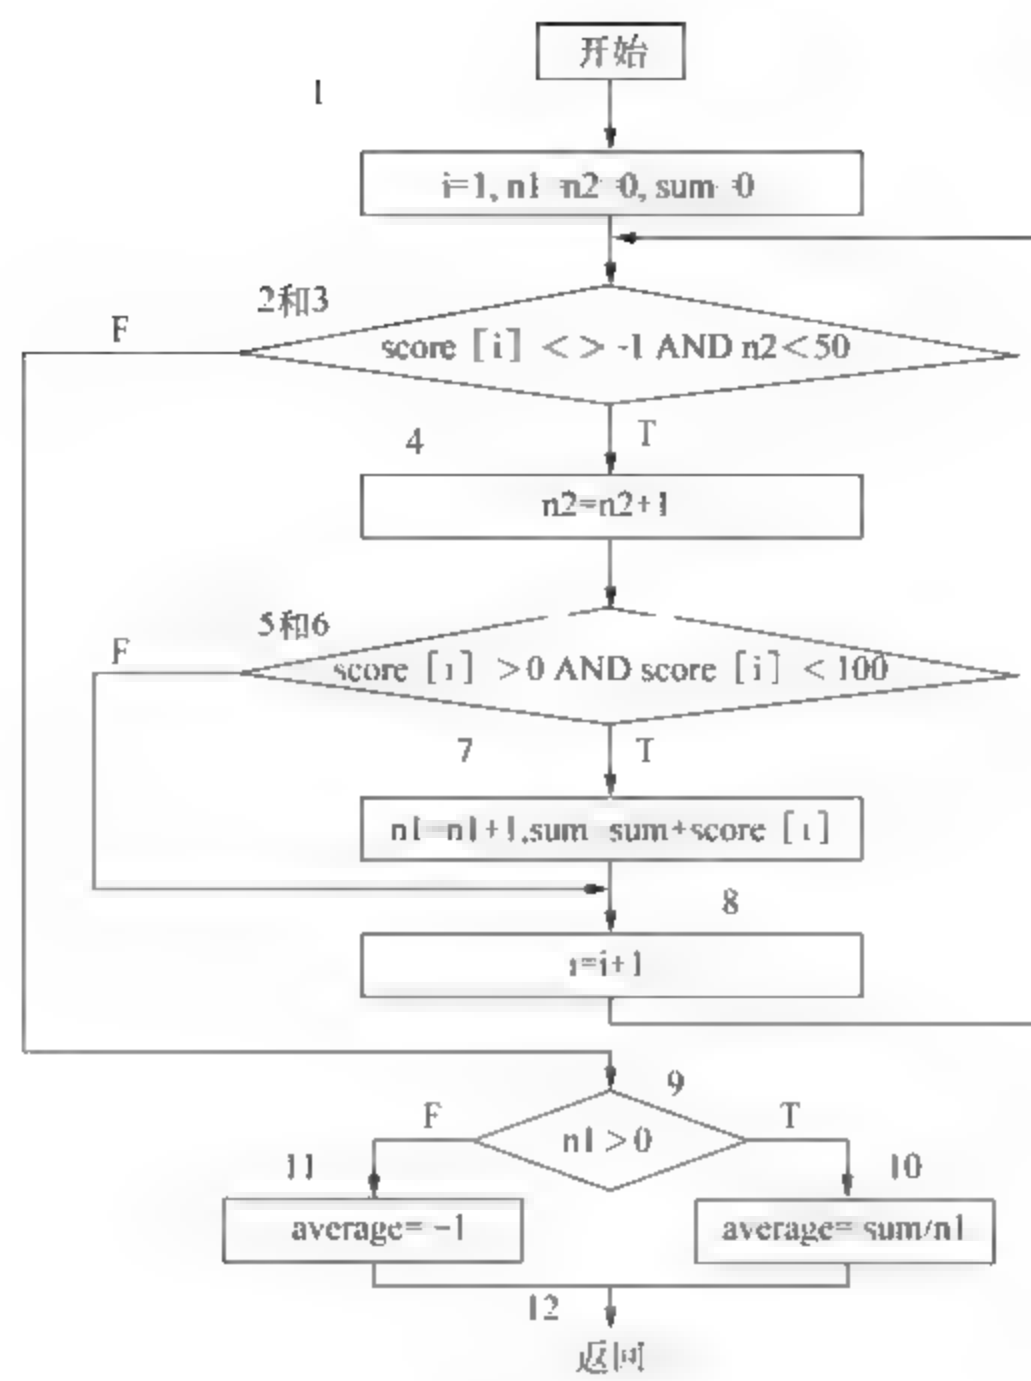 开始
1
i=1, n1=n2=0, sum=0
2和3
F
score [i] <> -1 AND n2<50
4
T
n2=n2+1
5和6
F
score [i] >0 AND score [i] <100
7
T
n1=n1+1,sum=sum+score [i]
8
i=i+1
9
F
T
n1>0
11
10
average= -1
average= sum/n1
12
返回